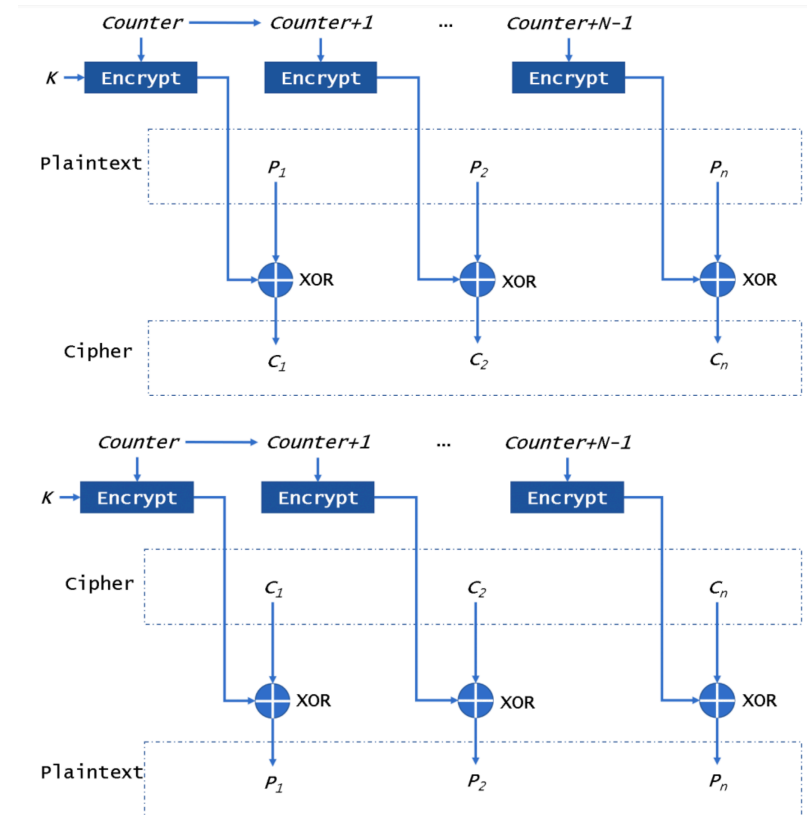 Counter Counter+1 ... Counter+N-1
K Encrypt Encrypt Encrypt
Plaintext P1 P2 Pn
XOR XOR XOR
Cipher C1 C2 Cn
Counter Counter+1 ... Counter+N-1
K Encrypt Encrypt Encrypt
Cipher C1 C2 Cn
XOR XOR XOR
Plaintext P1 P2 Pn